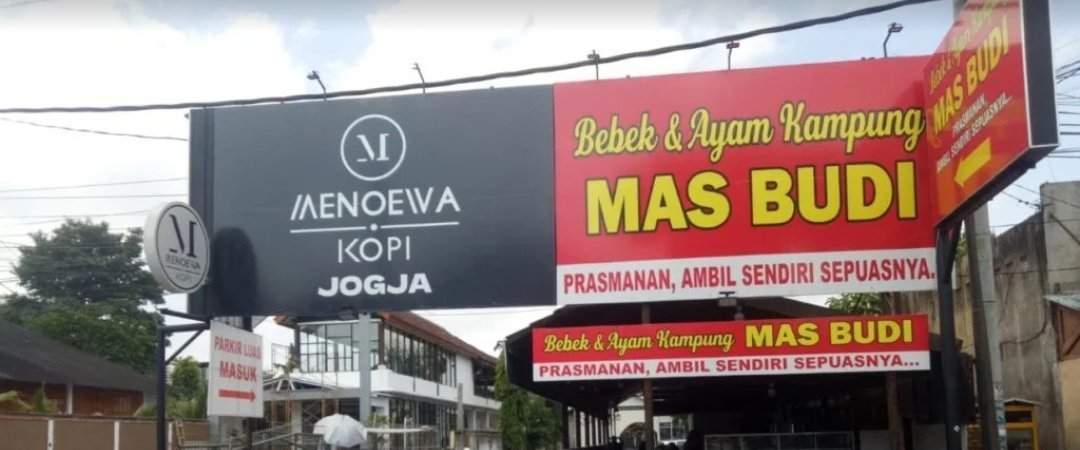 M
MENOEWA
KOPI
JOGJA
M
MENOEWA
KOPI
PARKIR LUAS
MASUK
Bebek & Ayam Kampung
MAS BUDI
PRASMANAN, AMBIL SENDIRI SEPUASNYA.
Bebek & Ayam Kampung MAS BUDI
PRASMANAN, AMBIL SENDIRI SEPUASNYA...
Bebek & Ayam Kampung
MAS BUDI
PRASMANAN,
AMBIL SENDIRI SEPUASNYA...